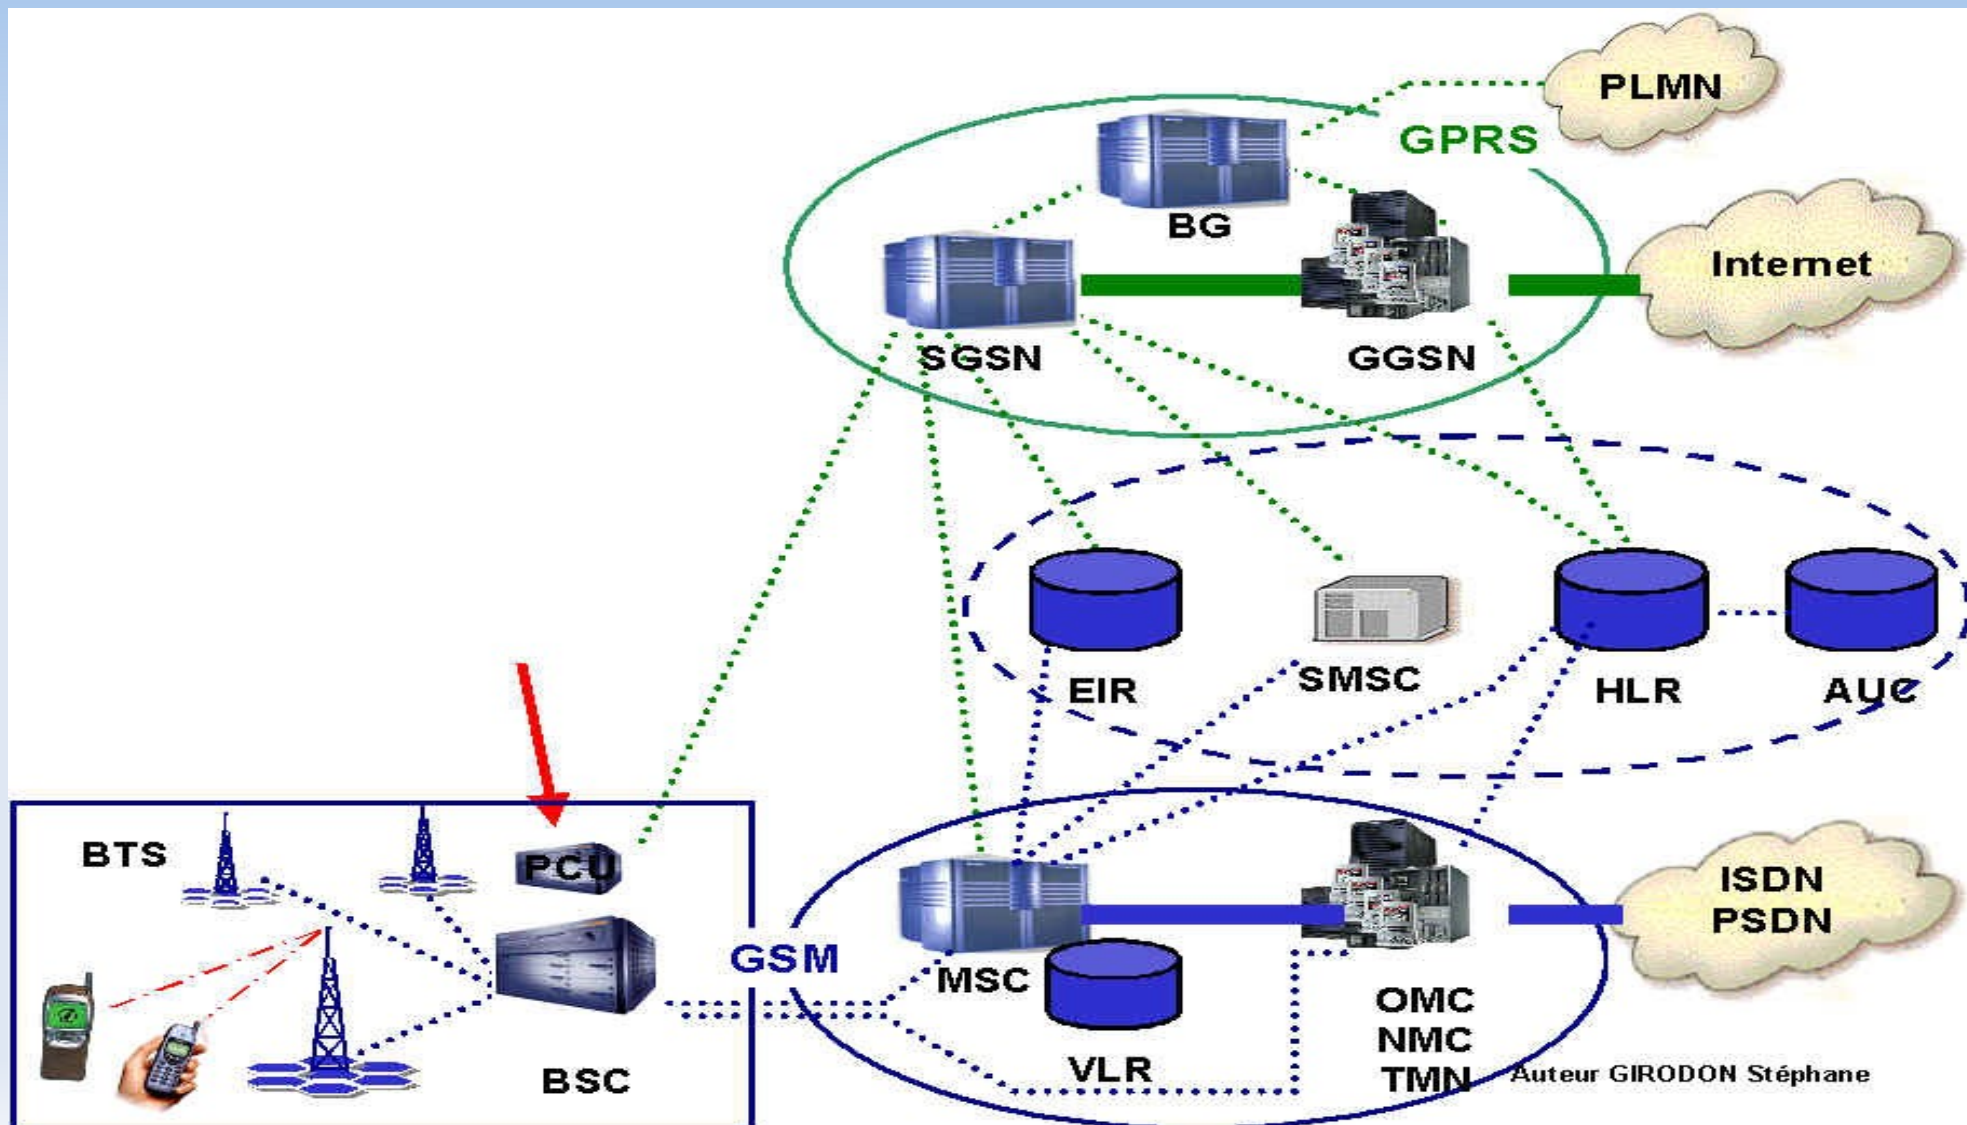 PLMN
GPRS
BG
Internet
SGSN
GGSN
EIR
SMSC
HLR
AUC
BTS
PCU
ISDN
PSDN
GSM
MSC
OMC
NMC
TMN
VLR
BSC
Auteur GIRODON Stéphane